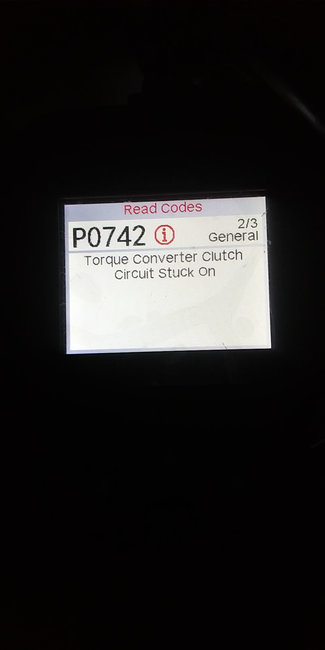 Read Codes
P0742 i 2/3
General
Torque Converter Clutch
Circuit Stuck On